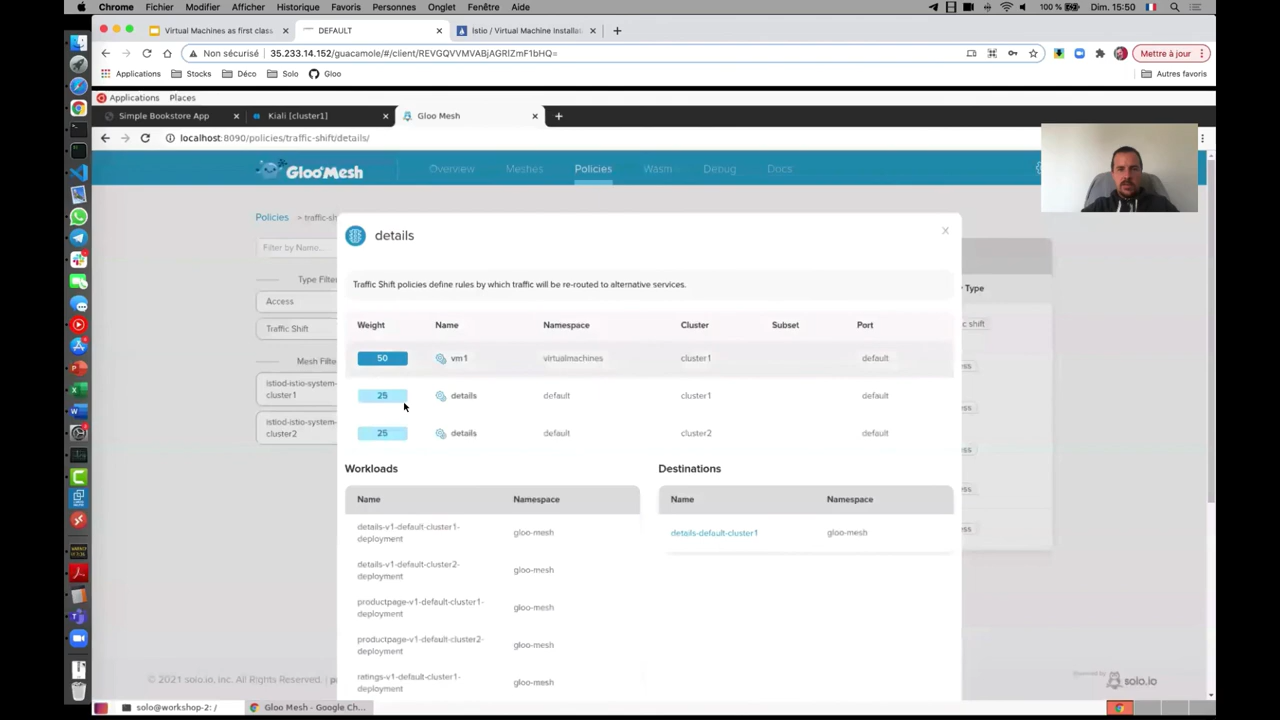 Chrome Fichier Modifier Afficher Historique Favoris Personnes Onglet Fenêtre Aide 100 % Dim. 15:50
Virtual Machines as first class DEFAULT Istio / Virtual Machine Installa
Non sécurisé 35.233.14.152/guacamole/#/client/REVGQVVMVABjAGRIZmF1bHQ= Mettre à jour
Applications Stocks Déco Solo Gloo Autres favoris
Applications Places
Simple Bookstore App Kiali [cluster1] Gloo Mesh
localhost:8090/policies/traffic-shift/details/
Gloo Mesh Overview Meshes Policies Wasm Debug Docs
Policies > traffic-sh
details
Filter by Name...
Type Filter
Traffic Shift policies define rules by which traffic will be re-routed to alternative services.
y Type
Access
Weight Name Namespace Cluster Subset Port
c shift
Traffic Shift
50 vm1 virtualmachines cluster1 default
Mesh Filter
istiod-istio-system-
cluster1
25 details default cluster1 default
istiod-istio-system-
cluster2
25 details default cluster2 default
Workloads Destinations
Name Namespace Name Namespace
details-v1-default-cluster1-
deployment
gloo-mesh
details-default-cluster1 gloo-mesh
details-v1-default-cluster2-
deployment
gloo-mesh
productpage-v1-default-cluster1-
deployment
gloo-mesh
productpage-v1-default-cluster2-
deployment
gloo-mesh
ratings-v1-default-cluster1-
deployment
gloo-mesh
© 2021 solo.io, inc. All Rights Reserved.
solo.io
solo@workshop-2: / Gloo Mesh - Google Ch...